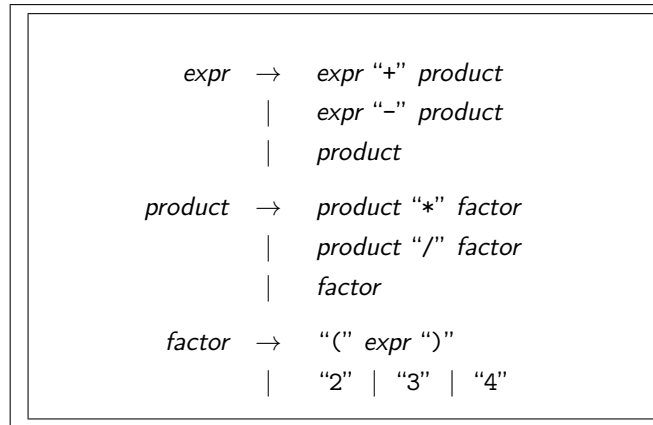 expr → expr “+” product
| expr “-” product
| product
product → product “*” factor
| product “/” factor
| factor
factor → “(” expr “)”
| “2” | “3” | “4”